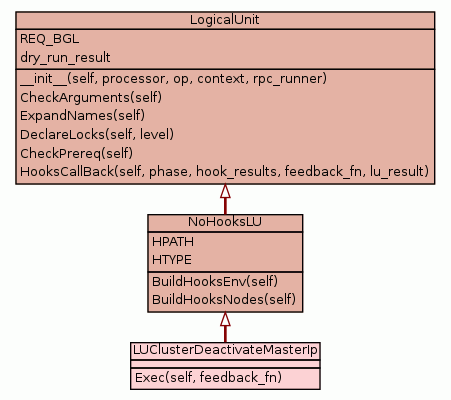 LogicalUnit
REQ_BGL
dry_run_result
__init__(self, processor, op, context, rpc_runner)
CheckArguments(self)
ExpandNames(self)
DeclareLocks(self, level)
CheckPrereq(self)
HooksCallBack(self, phase, hook_results, feedback_fn, lu_result)
NoHooksLU
HPATH
HTYPE
BuildHooksEnv(self)
BuildHooksNodes(self)
LUClusterDeactivateMasterIp
Exec(self, feedback_fn)